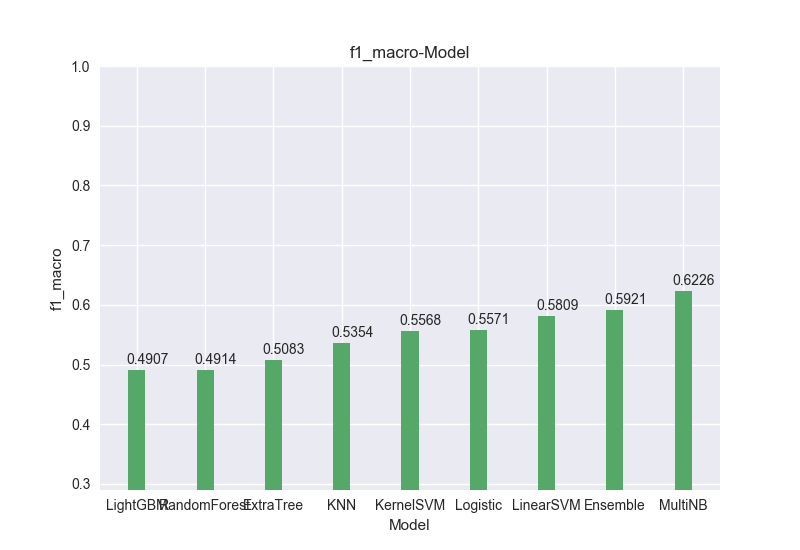 f1_macro-Model
1.0
0.9
0.8
0.7
0.6
0.5
0.4
0.3
f1_macro
0.4907 0.4914 0.5083 0.5354 0.5568 0.5571 0.5809 0.5921 0.6226
LightGBM RandomForest ExtraTree KNN KernelSVM Logistic LinearSVM Ensemble MultiNB
Model